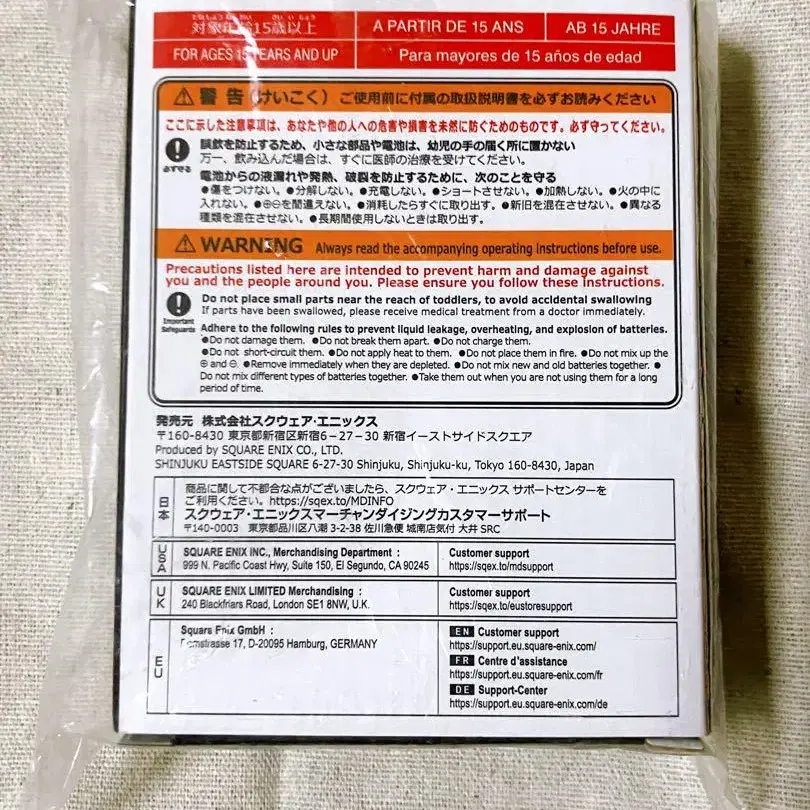 対象年齢15歳以上
A PARTIR DE 15 ANS
AB 15 JAHRE
FOR AGES 15 YEARS AND UP
Para mayores de 15 años de edad
警告（けいこく） ご使用前に付属の取扱説明書を必ずお読みください
ここに示した注意事項は、あなたや他の人への危害や損害を未然に防ぐためのものです。必ず守ってください。
必ず守る
誤飲を防止するため、小さな部品や電池は、幼児の手の届く所に置かない
万一、飲み込んだ場合は、すぐに医師の治療を受けてください。
電池からの液漏れや発熱、破裂を防止するために、次のことを守る
●傷をつけない。●分解しない。●充電しない。●ショートさせない。●加熱しない。●火の中に
入れない。●⊕⊖を間違えない。●消耗したらすぐに取り出す。●新旧を混在させない。●異なる
種類を混在させない。●長期間使用しないときは取り出す。
WARNING Always read the accompanying operating instructions before use.
Precautions listed here are intended to prevent harm and damage against
you and the people around you. Please ensure you follow these instructions.
Important
Safeguards
Do not place small parts near the reach of toddlers, to avoid accidental swallowing
If parts have been swallowed, please receive medical treatment from a doctor immediately.
Adhere to the following rules to prevent liquid leakage, overheating, and explosion of batteries.
●Do not damage them. ●Do not break them apart. ●Do not charge them.
●Do not short-circuit them. ●Do not apply heat to them. ●Do not place them in fire. ●Do not mix up the
⊕ and ⊖. ●Remove immediately when they are depleted. ●Do not mix new and old batteries together. ●
Do not mix different types of batteries together. ●Take them out when you are not using them for a long
period of time.
発売元 株式会社スクウェア・エニックス
〒160-8430 東京都新宿区新宿6－27－30 新宿イーストサイドスクエア
Produced by SQUARE ENIX CO., LTD.
SHINJUKU EASTSIDE SQUARE 6-27-30 Shinjuku, Shinjuku-ku, Tokyo 160-8430, Japan
日本
商品に関して不都合な点がございましたら、スクウェア・エニックス サポートセンターを
ご利用ください。https://sqex.to/MDINFO
スクウェア・エニックスマーチャンダイジングカスタマーサポート
〒140-0003 東京都品川区八潮 3-2-38 佐川急便 城南店気付 大井 SRC
USA
SQUARE ENIX INC., Merchandising Department :
999 N. Pacific Coast Hwy, Suite 150, El Segundo, CA 90245
Customer support
https://sqex.to/mdsupport
UK
SQUARE ENIX LIMITED Merchandising :
240 Blackfriars Road, London SE1 8NW, U.K.
Customer support
https://sqex.to/eustoresupport
EU
Square Enix GmbH :
17, D-20095 Hamburg, GERMANY
EN Customer support
https://support.eu.square-enix.com/
FR Centre d'assistance
https://support.eu.square-enix.com/fr
DE Support-Center
https://support.eu.square-enix.com/de